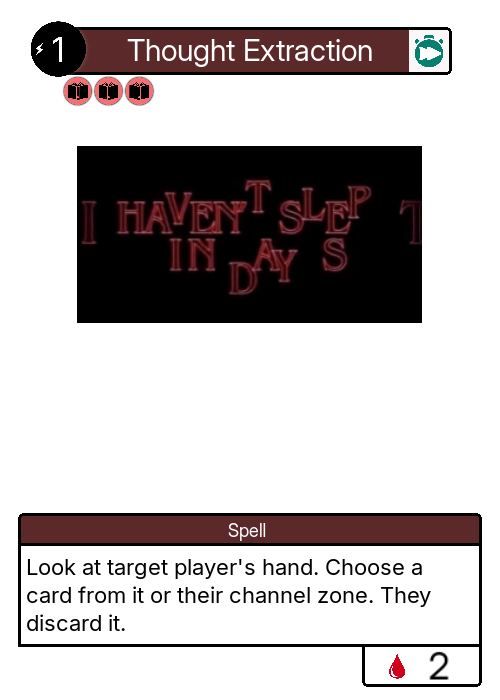 1 Thought Extraction
I HAVEN'T SLEP T
IN DAYS
Spell
Look at target player's hand. Choose a
card from it or their channel zone. They
discard it.
2